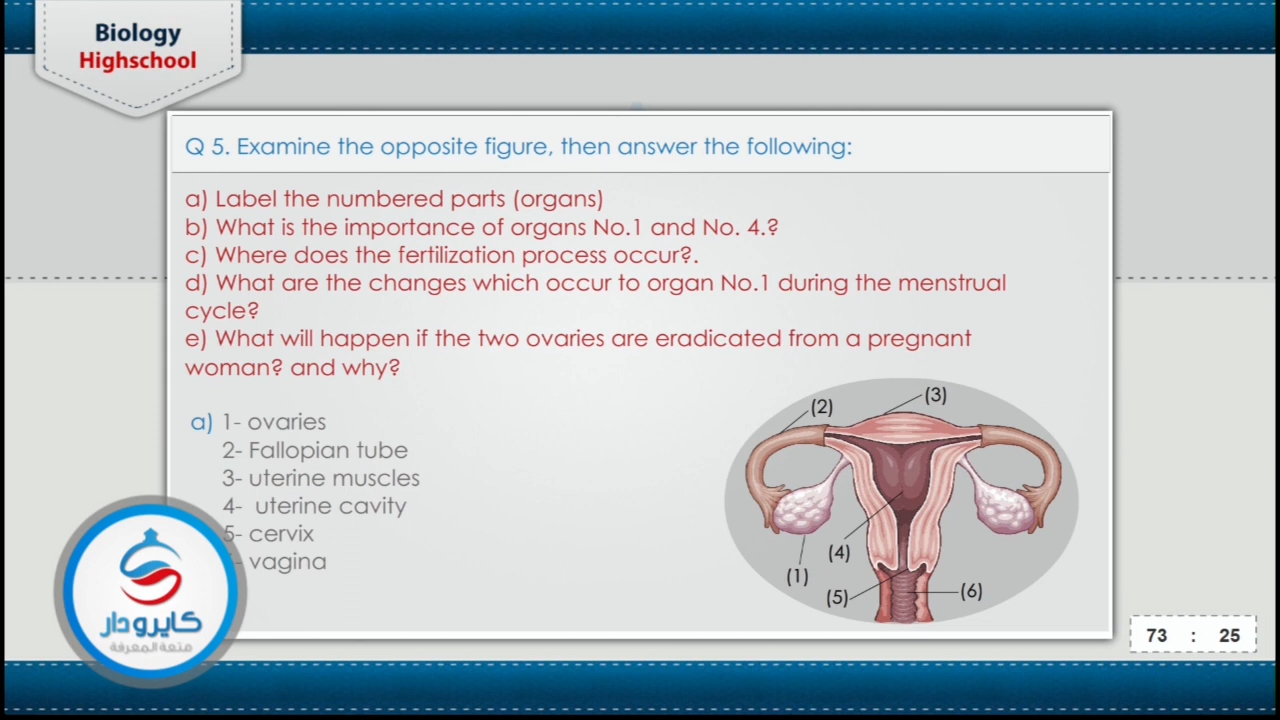 Biology
Highschool
Q 5. Examine the opposite figure, then answer the following:
a) Label the numbered parts (organs)
b) What is the importance of organs No.1 and No. 4.?
c) Where does the fertilization process occur?.
d) What are the changes which occur to organ No.1 during the menstrual
cycle?
e) What will happen if the two ovaries are eradicated from a pregnant
woman? and why?
a) 1- ovaries
2- Fallopian tube
3- uterine muscles
4- uterine cavity
5- cervix
- vagina
(3)
(2)
(4)
(1)
(5)
(6)
كايرودار
متعة المعرفة
73 : 25